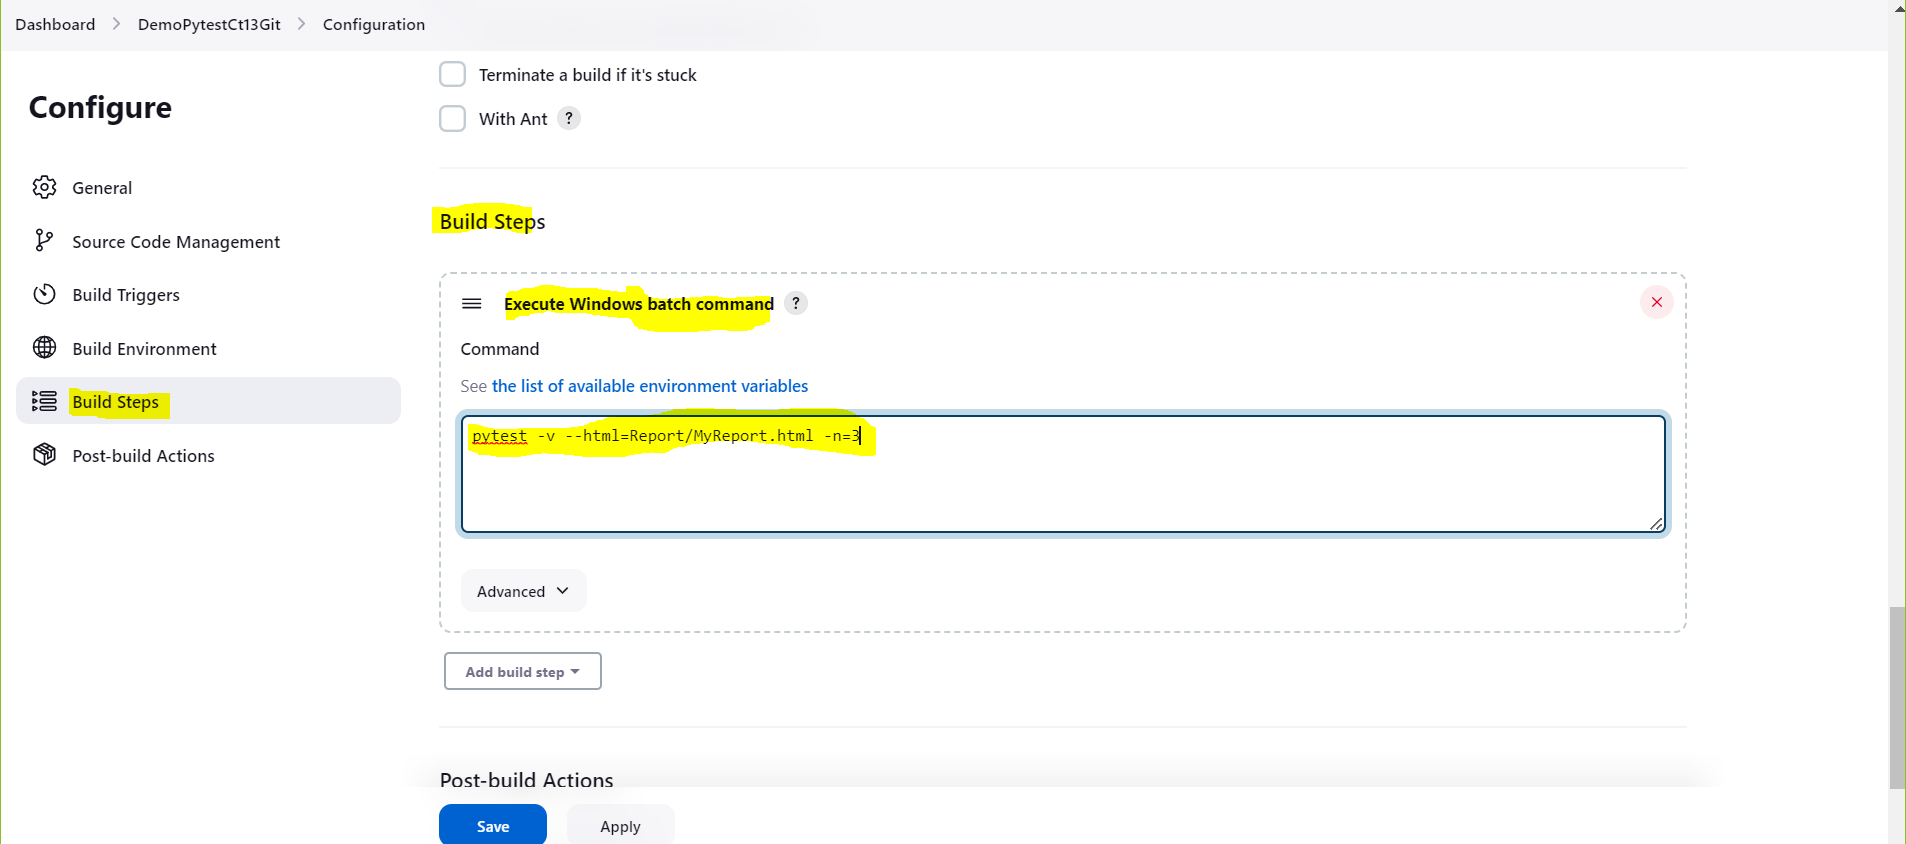 Dashboard > DemoPytestCt13Git > Configuration
Configure
General
Source Code Management
Build Triggers
Build Environment
Build Steps
Post-build Actions
Terminate a build if it's stuck
With Ant ?
Build Steps
Execute Windows batch command ?
Command
See the list of available environment variables
pytest -v --html=Report/MyReport.html -n=3
Advanced
Add build step
Post-build Actions
Save Apply